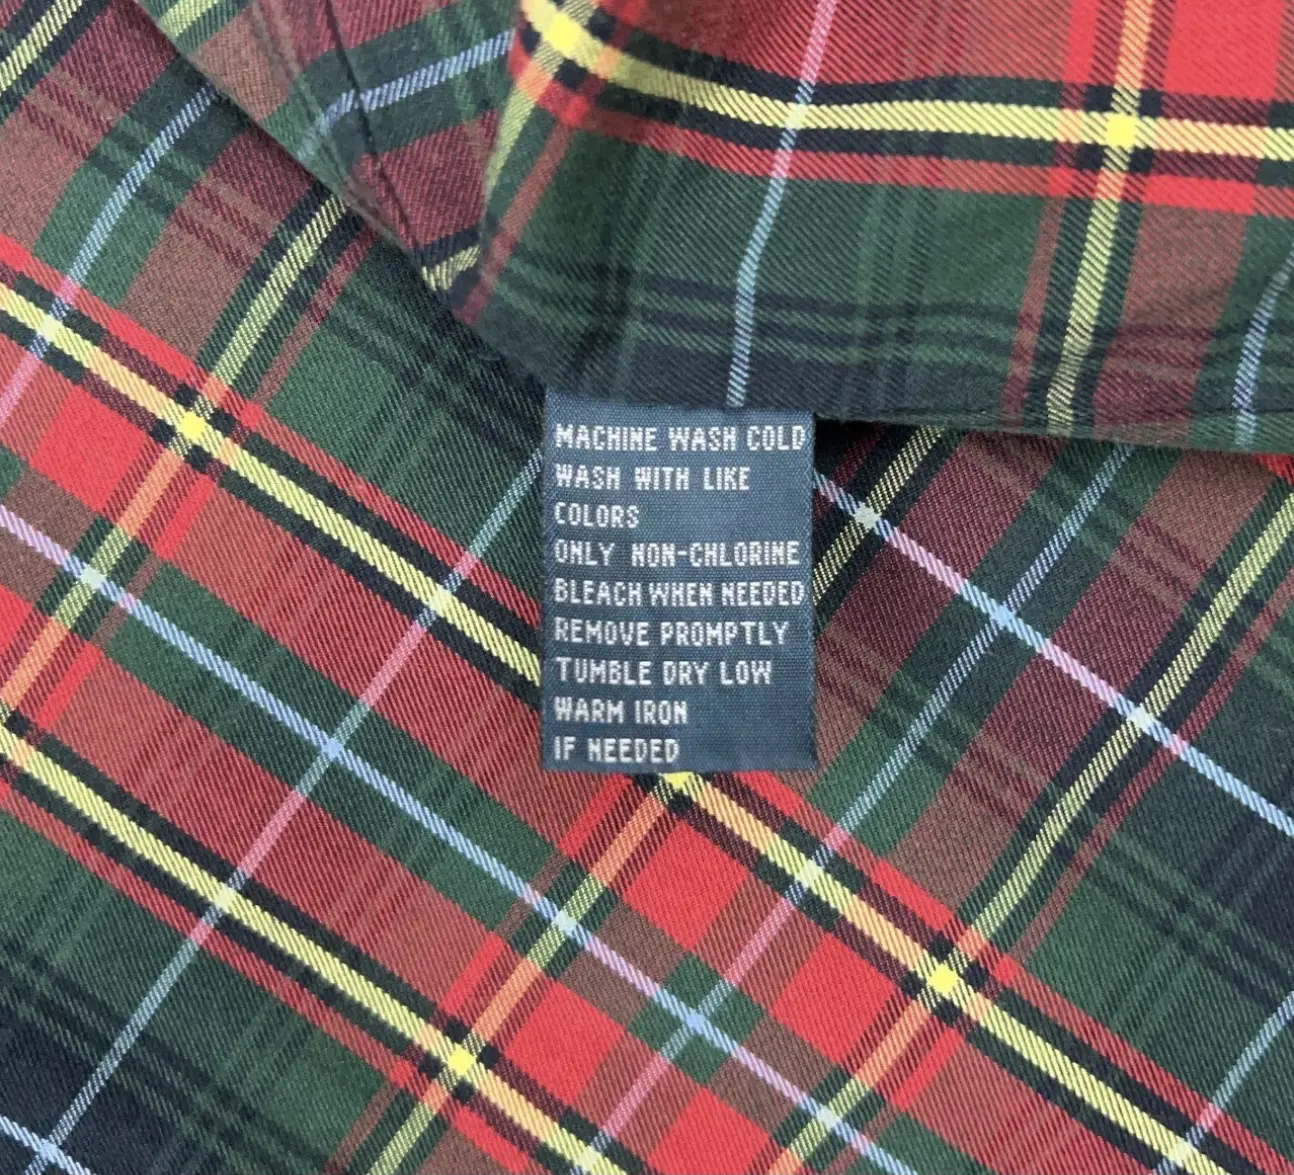 MACHINE WASH COLD
WASH WITH LIKE
COLORS
ONLY NON-CHLORINE
BLEACH WHEN NEEDED
REMOVE PROMPTLY
TUMBLE DRY LOW
WARM IRON
IF NEEDED